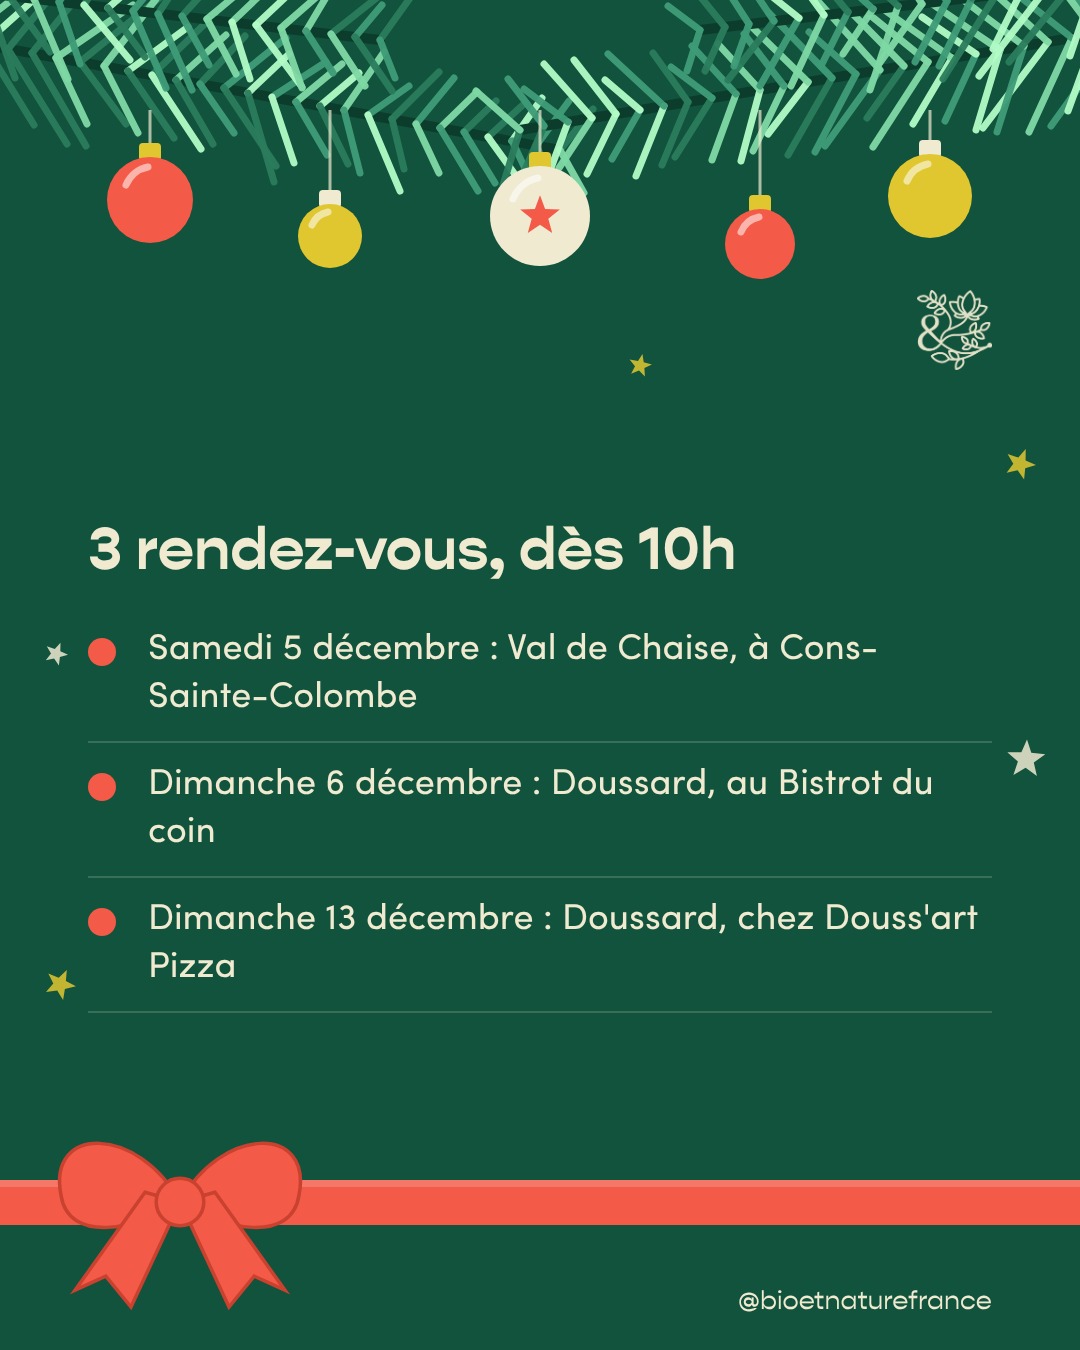 &
3 rendez-vous, dès 10h
Samedi 5 décembre : Val de Chaise, à Cons-
Sainte-Colombe
Dimanche 6 décembre : Doussard, au Bistrot du
coin
Dimanche 13 décembre : Doussard, chez Douss'art
Pizza
@bioetnaturefrance